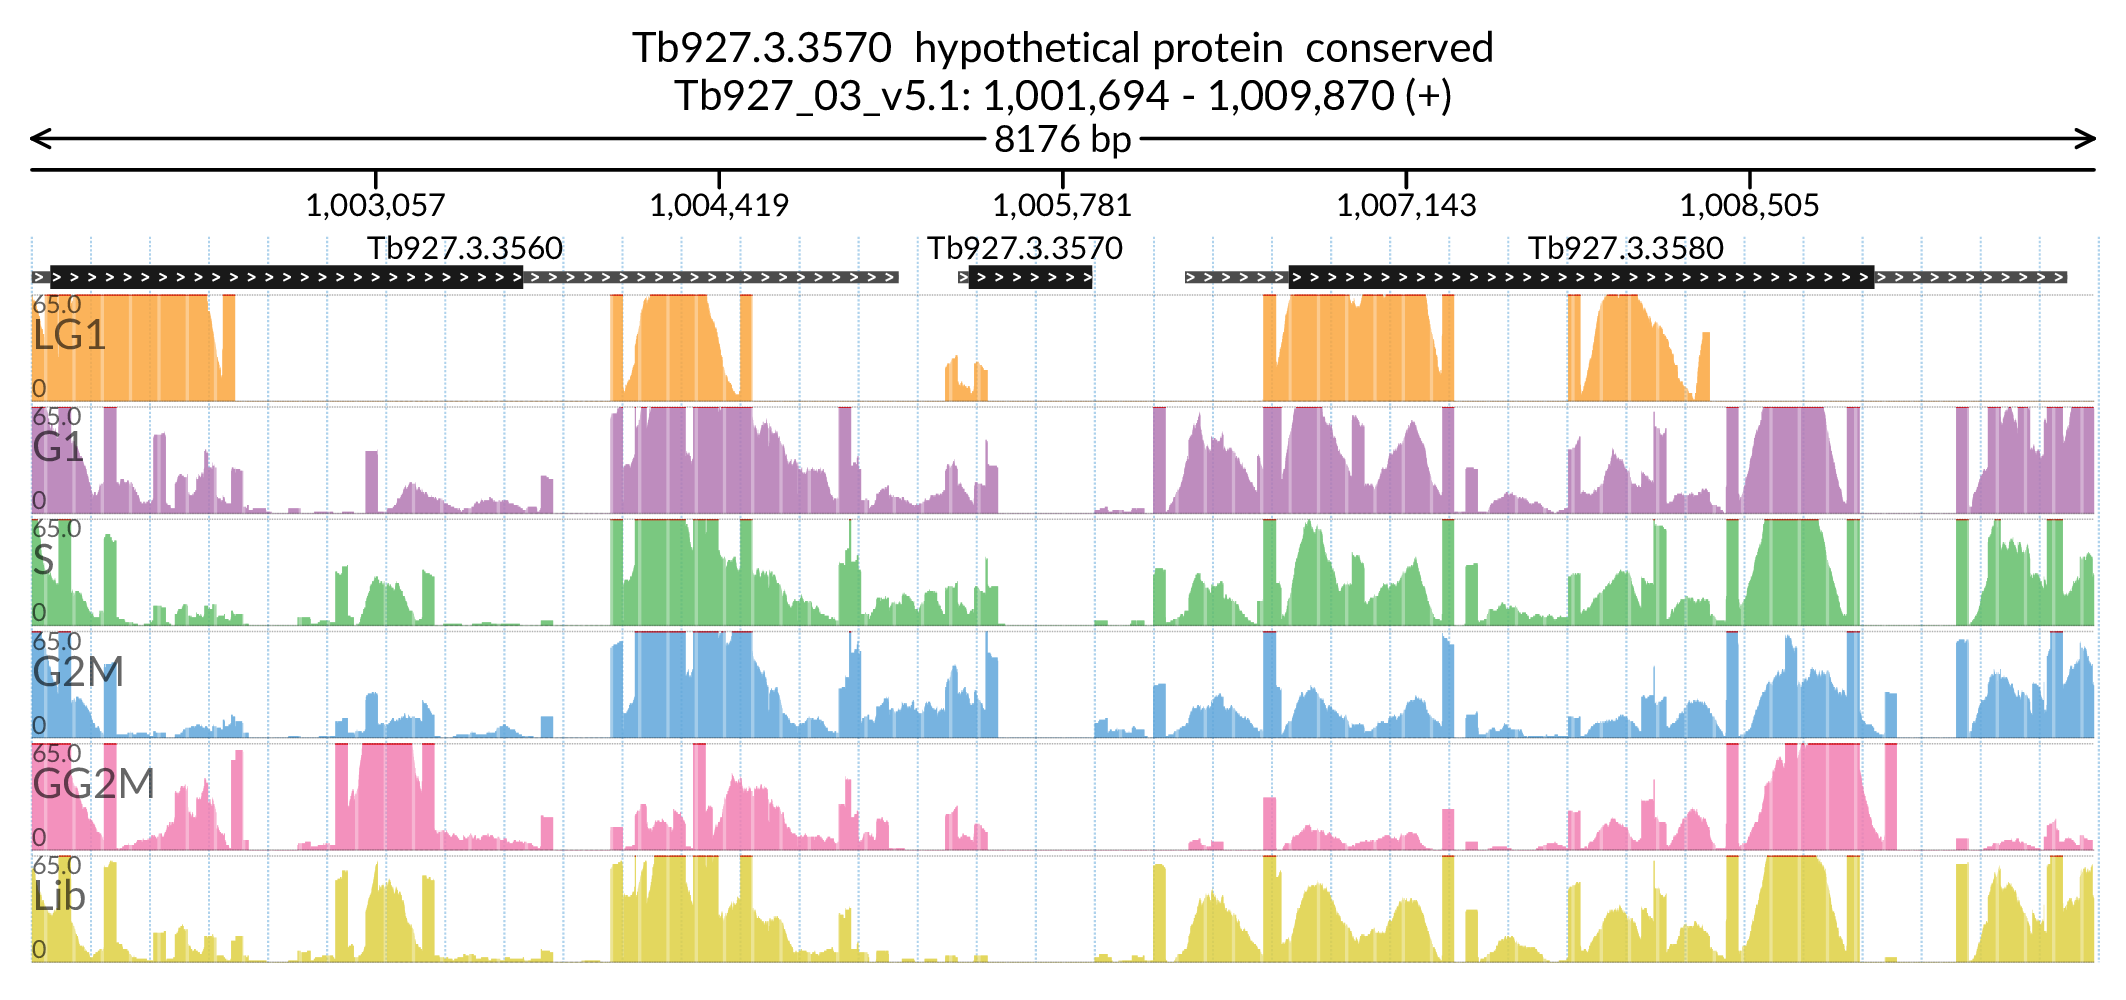 Tb927.3.3570  hypothetical protein  conserved
Tb927_03_v5.1: 1,001,694 - 1,009,870 (+)
8176 bp
1,003,057 1,004,419 1,005,781 1,007,143 1,008,505
Tb927.3.3560 Tb927.3.3570 Tb927.3.3580
65.0
LG1
0
65.0
G1
0
65.0
S
0
65.0
G2M
0
65.0
GG2M
0
65.0
Lib
0